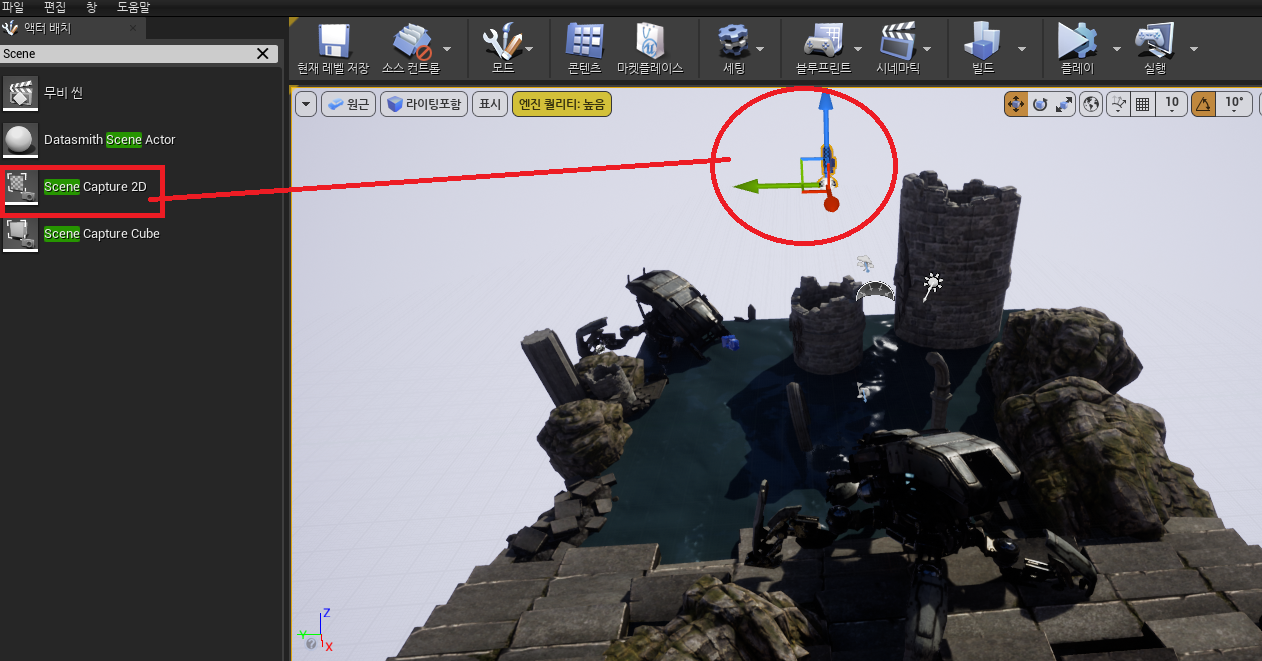 파일 편집 창 도움말
액터 배치
Scene
현재 레벨 저장 소스 컨트롤 모드 콘텐츠 마켓플레이스 세팅 블루프린트 시네마틱 빌드 플레이 실행
원근 라이팅포함 표시 엔진 퀄리티: 높음 10 10°
무비 씬
Datasmith Scene Actor
Scene Capture 2D
Scene Capture Cube
Z
Y
X